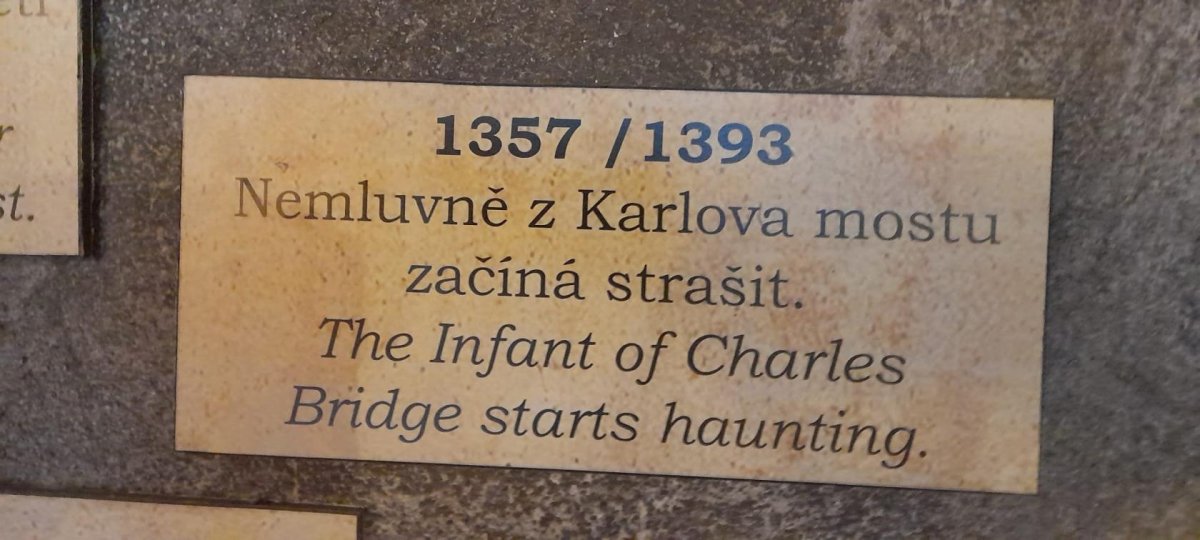 1357 / 1393
Nemluvně z Karlova mostu
začíná strašit.
The Infant of Charles
Bridge starts haunting.